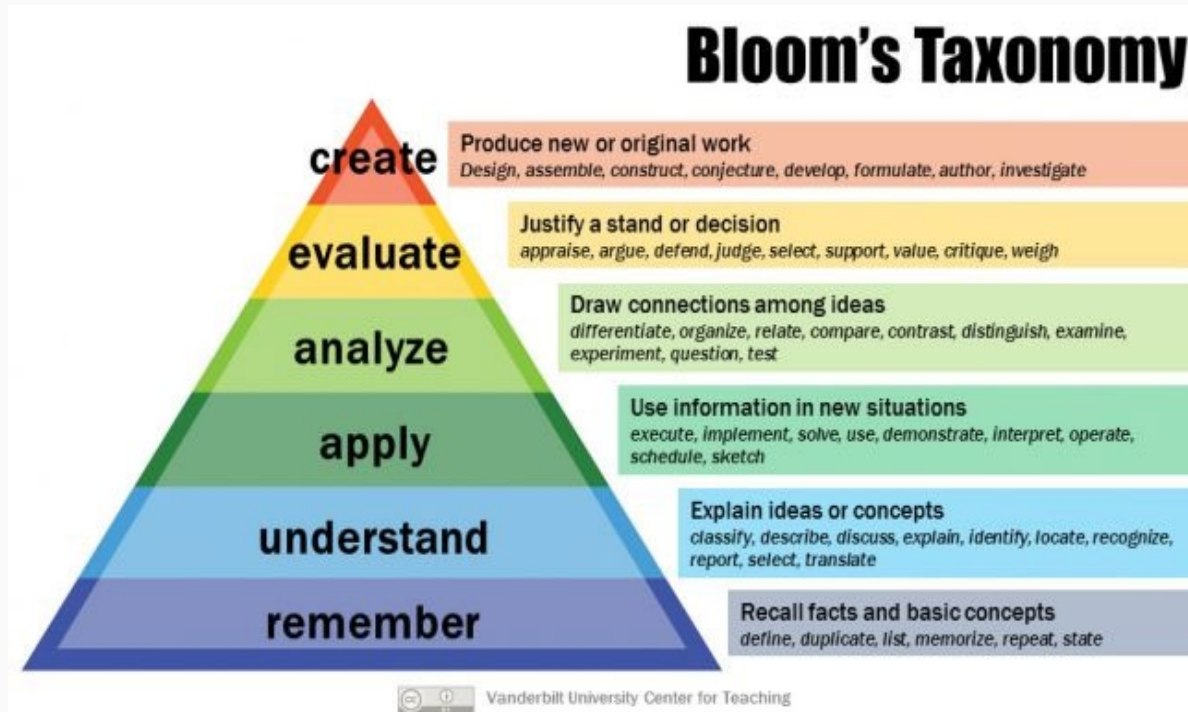 Bloom's Taxonomy
create
Produce new or original work
Design, assemble, construct, conjecture, develop, formulate, author, investigate
evaluate
Justify a stand or decision
appraise, argue, defend, judge, select, support, value, critique, weigh
analyze
Draw connections among ideas
differentiate, organize, relate, compare, contrast, distinguish, examine,
experiment, question, test
apply
Use information in new situations
execute, implement, solve, use, demonstrate, interpret, operate,
schedule, sketch
understand
Explain ideas or concepts
classify, describe, discuss, explain, identify, locate, recognize,
report, select, translate
remember
Recall facts and basic concepts
define, duplicate, list, memorize, repeat, state
cc
Vanderbilt University Center for Teaching